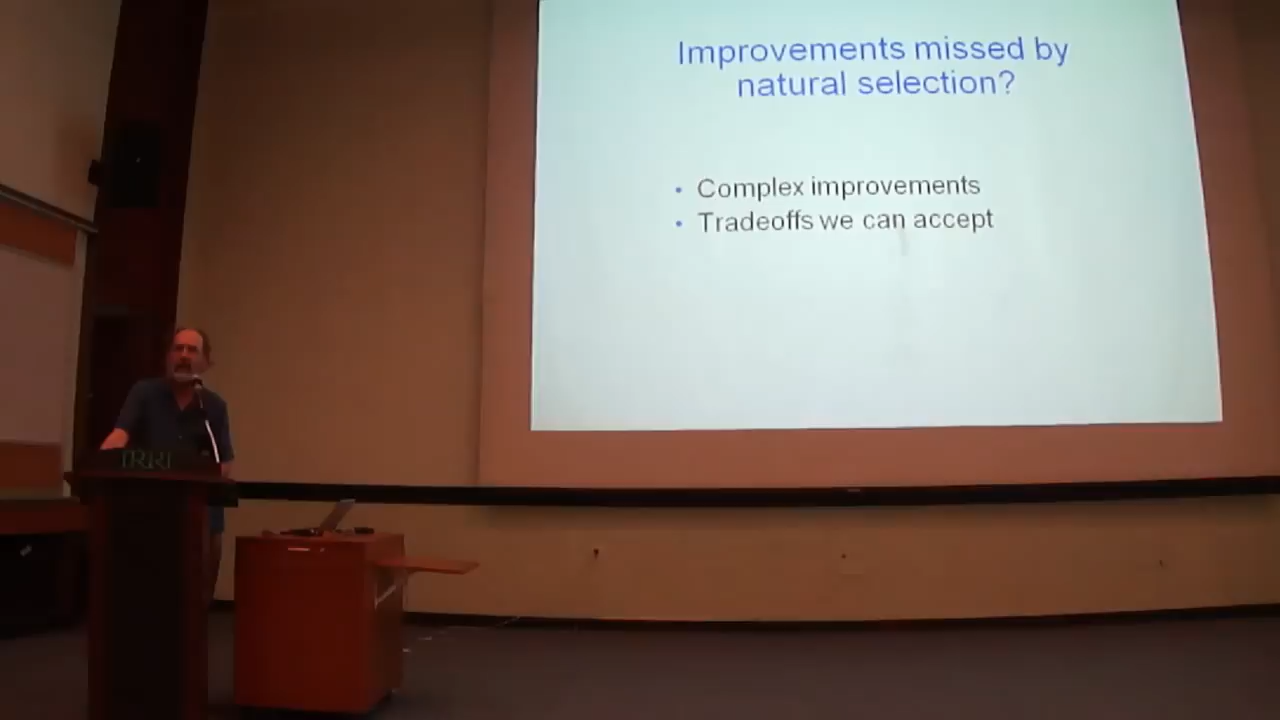 Improvements missed by
natural selection?
• Complex improvements
• Tradeoffs we can accept
IRRI